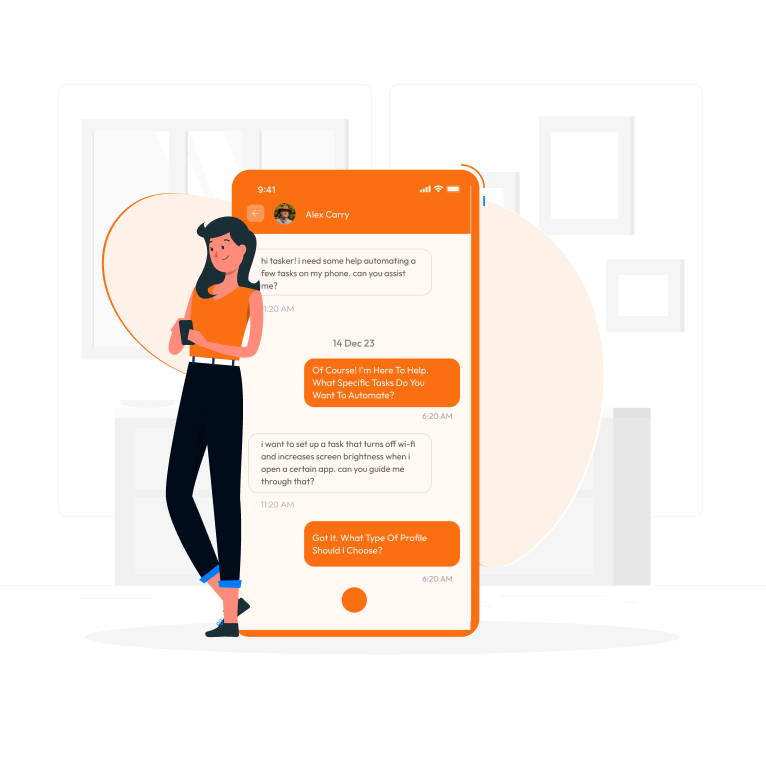 9:41
Alex Carry
hi tasker! i need some help automating a
few tasks on my phone. can you assist
me?
1:20 AM
14 Dec 23
Of Course! I'm Here To Help.
What Specific Tasks Do You
Want To Automate?
6:20 AM
i want to set up a task that turns off wi-fi
and increases screen brightness when i
open a certain app. can you guide me
through that?
11:20 AM
Got It. What Type Of Profile
Should I Choose?
6:20 AM